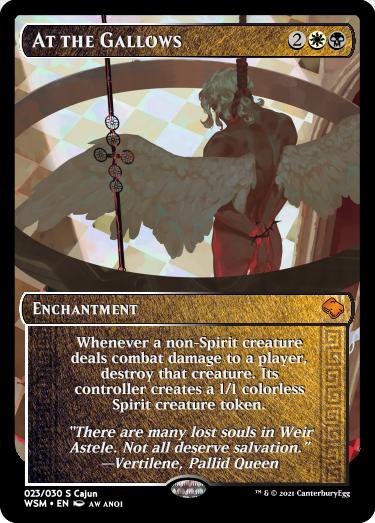 At the Gallows 2
Enchantment
Whenever a non-Spirit creature
deals combat damage to a player,
destroy that creature. Its
controller creates a 1/1 colorless
Spirit creature token.
"There are many lost souls in Weir
Astele. Not all deserve salvation."
—Vertilene, Pallid Queen
023/030 S Cajun
WSM • EN AW ANOI
™ & © 2021 CanterburyEgg